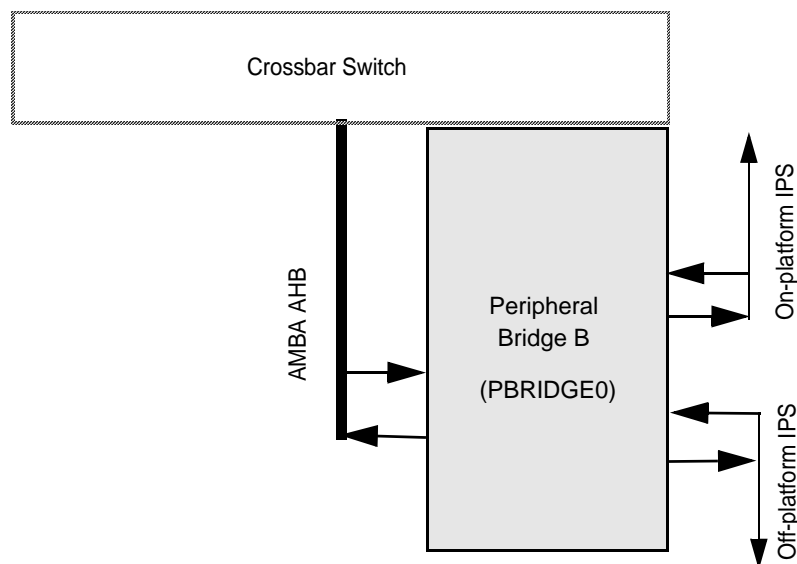 Crossbar Switch
AMBA AHB
Peripheral
Bridge B
(PBRIDGE0)
On-platform IPS
Off-platform IPS